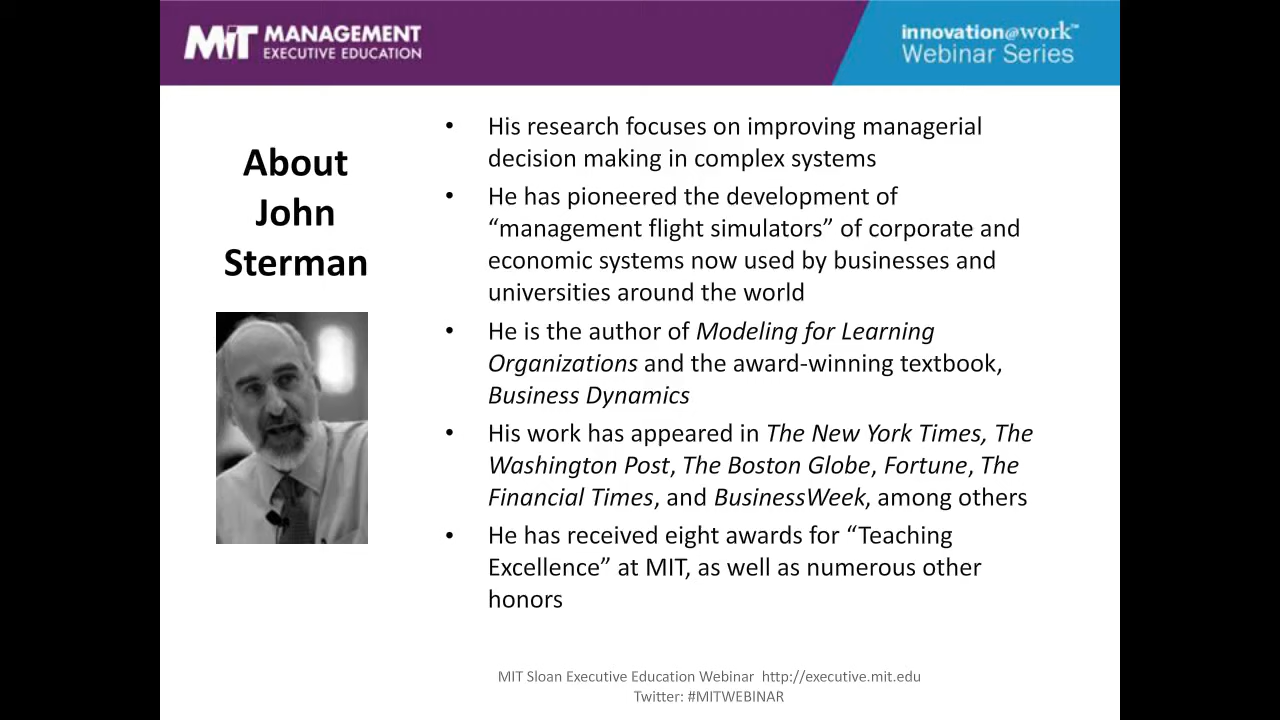 MIT MANAGEMENT
EXECUTIVE EDUCATION
innovation@work™
Webinar Series
About
John
Sterman
• His research focuses on improving managerial
decision making in complex systems
• He has pioneered the development of
“management flight simulators” of corporate and
economic systems now used by businesses and
universities around the world
• He is the author of Modeling for Learning
Organizations and the award-winning textbook,
Business Dynamics
• His work has appeared in The New York Times, The
Washington Post, The Boston Globe, Fortune, The
Financial Times, and BusinessWeek, among others
• He has received eight awards for “Teaching
Excellence” at MIT, as well as numerous other
honors
MIT Sloan Executive Education Webinar  http://executive.mit.edu
Twitter: #MITWEBINAR